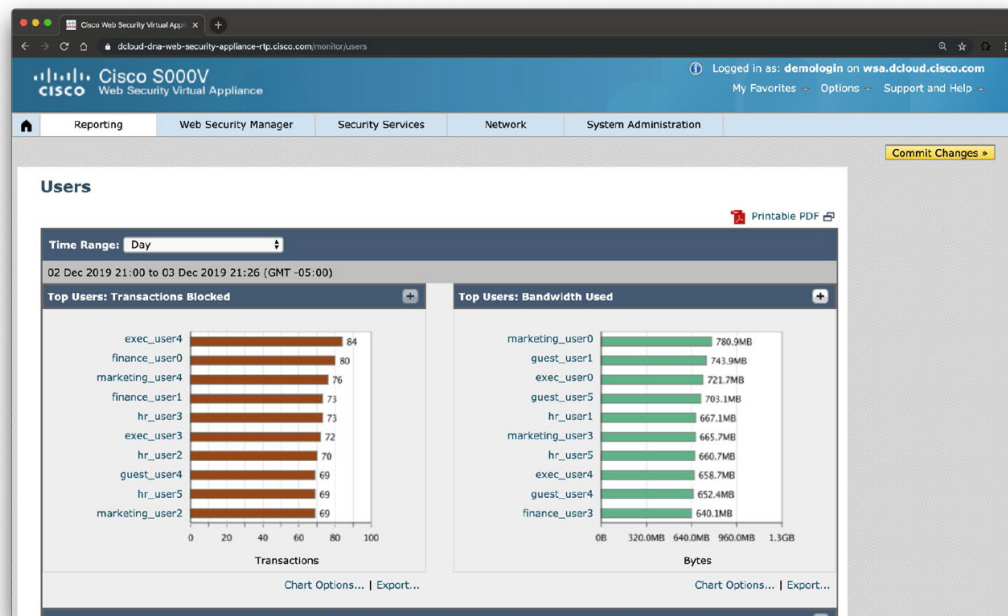 Cisco Web Security Virtual Appli
dcloud-dna-web-security-appliance-rtp.cisco.com/monitor/users
cisco Cisco S000V
Web Security Virtual Appliance
Logged in as: demologin on wsa.dcloud.cisco.com
My Favorites Options Support and Help
Reporting Web Security Manager Security Services Network System Administration
Commit Changes »
Users
Printable PDF
Time Range: Day
02 Dec 2019 21:00 to 03 Dec 2019 21:26 (GMT -05:00)
Top Users: Transactions Blocked
exec_user4 84
finance_user0 80
marketing_user4 76
finance_user1 73
hr_user3 73
exec_user3 72
hr_user2 70
guest_user4 69
hr_user5 69
marketing_user2 69
0 20 40 60 80 100
Transactions
Chart Options... | Export...
Top Users: Bandwidth Used
marketing_user0 780.9MB
guest_user1 743.9MB
exec_user0 721.7MB
guest_user5 703.1MB
hr_user1 667.1MB
marketing_user3 665.7MB
hr_user5 660.7MB
exec_user4 658.7MB
guest_user4 652.4MB
finance_user3 640.1MB
0B 320.0MB 640.0MB 960.0MB 1.3GB
Bytes
Chart Options... | Export...